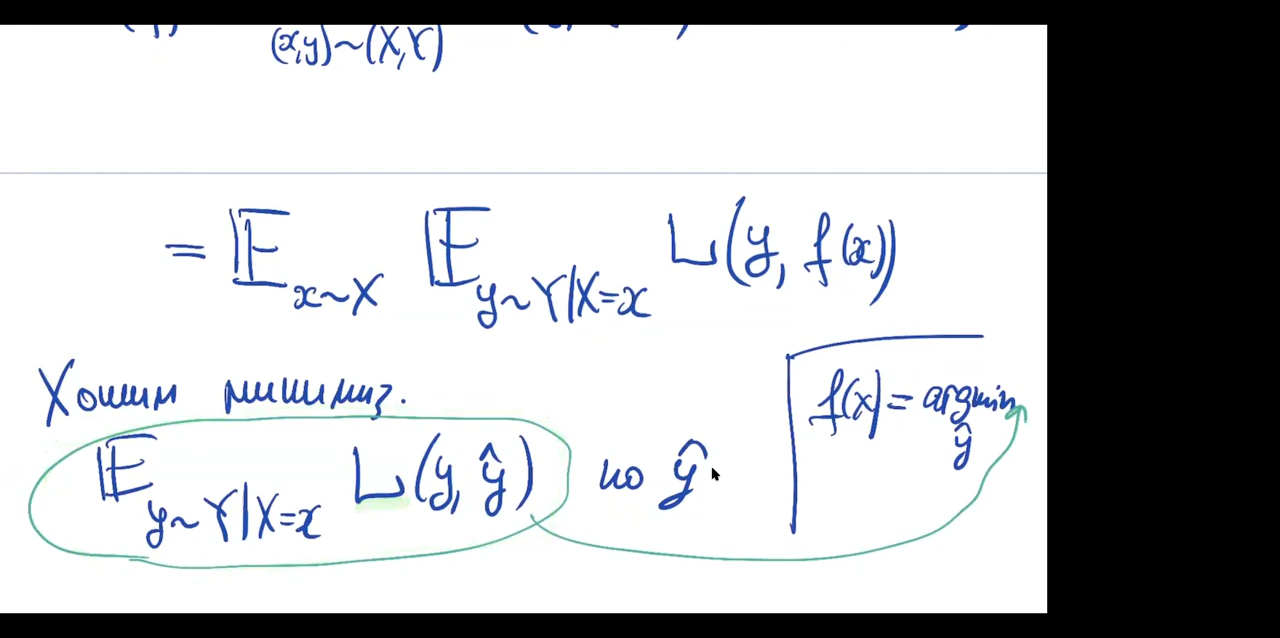 (x,y)~(X,Y)
= 𝔼_{x~X} 𝔼_{y~Y|X=x} L(y, f(x))
Хотим минимиз.
f(x) = argmin_ŷ
𝔼_{y~Y|X=x} L(y, ŷ) по ŷ